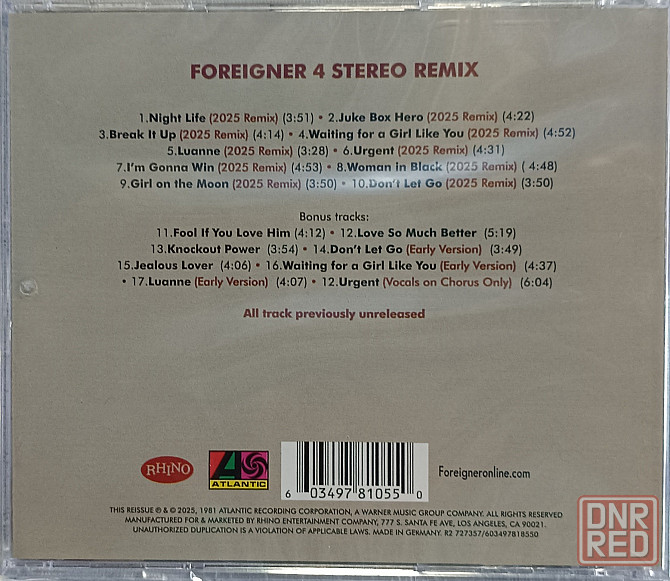 FOREIGNER 4 STEREO REMIX
1.Night Life (2025 Remix) (3:51) • 2.Juke Box Hero (2025 Remix) (4:22)
3.Break It Up (2025 Remix) (4:14) • 4.Waiting for a Girl Like You (2025 Remix) (4:52)
5.Luanne (2025 Remix) (3:28) • 6.Urgent (2025 Remix) (4:31)
7.I'm Gonna Win (2025 Remix) (4:53) • 8.Woman in Black (2025 Remix) ( 4:48)
9.Girl on the Moon (2025 Remix) (3:50) • 10.Don't Let Go (2025 Remix) (3:50)
Bonus tracks:
11.Fool If You Love Him (4:12) • 12.Love So Much Better (5:19)
13.Knockout Power (3:54) • 14.Don't Let Go (Early Version) (3:49)
15.Jealous Lover (4:06) • 16.Waiting for a Girl Like You (Early Version) (4:37)
• 17.Luanne (Early Version) (4:07) • 12.Urgent (Vocals on Chorus Only) (6:04)
All track previously unreleased
RHINO
ATLANTIC
6 03497 81055 0
Foreigneronline.com
THIS REISSUE ℗ & © 2025, 1981 ATLANTIC RECORDING CORPORATION, A WARNER MUSIC GROUP COMPANY. ALL RIGHTS RESERVED
MANUFACTURED FOR & MARKETED BY RHINO ENTERTAINMENT COMPANY, 777 S. SANTA FE AVE, LOS ANGELES, CA 90021.
UNAUTHORIZED DUPLICATION IS A VIOLATION OF APPLICABLE LAWS. MADE IN GERMANY. R2 727357/603497818550
DNR
RED